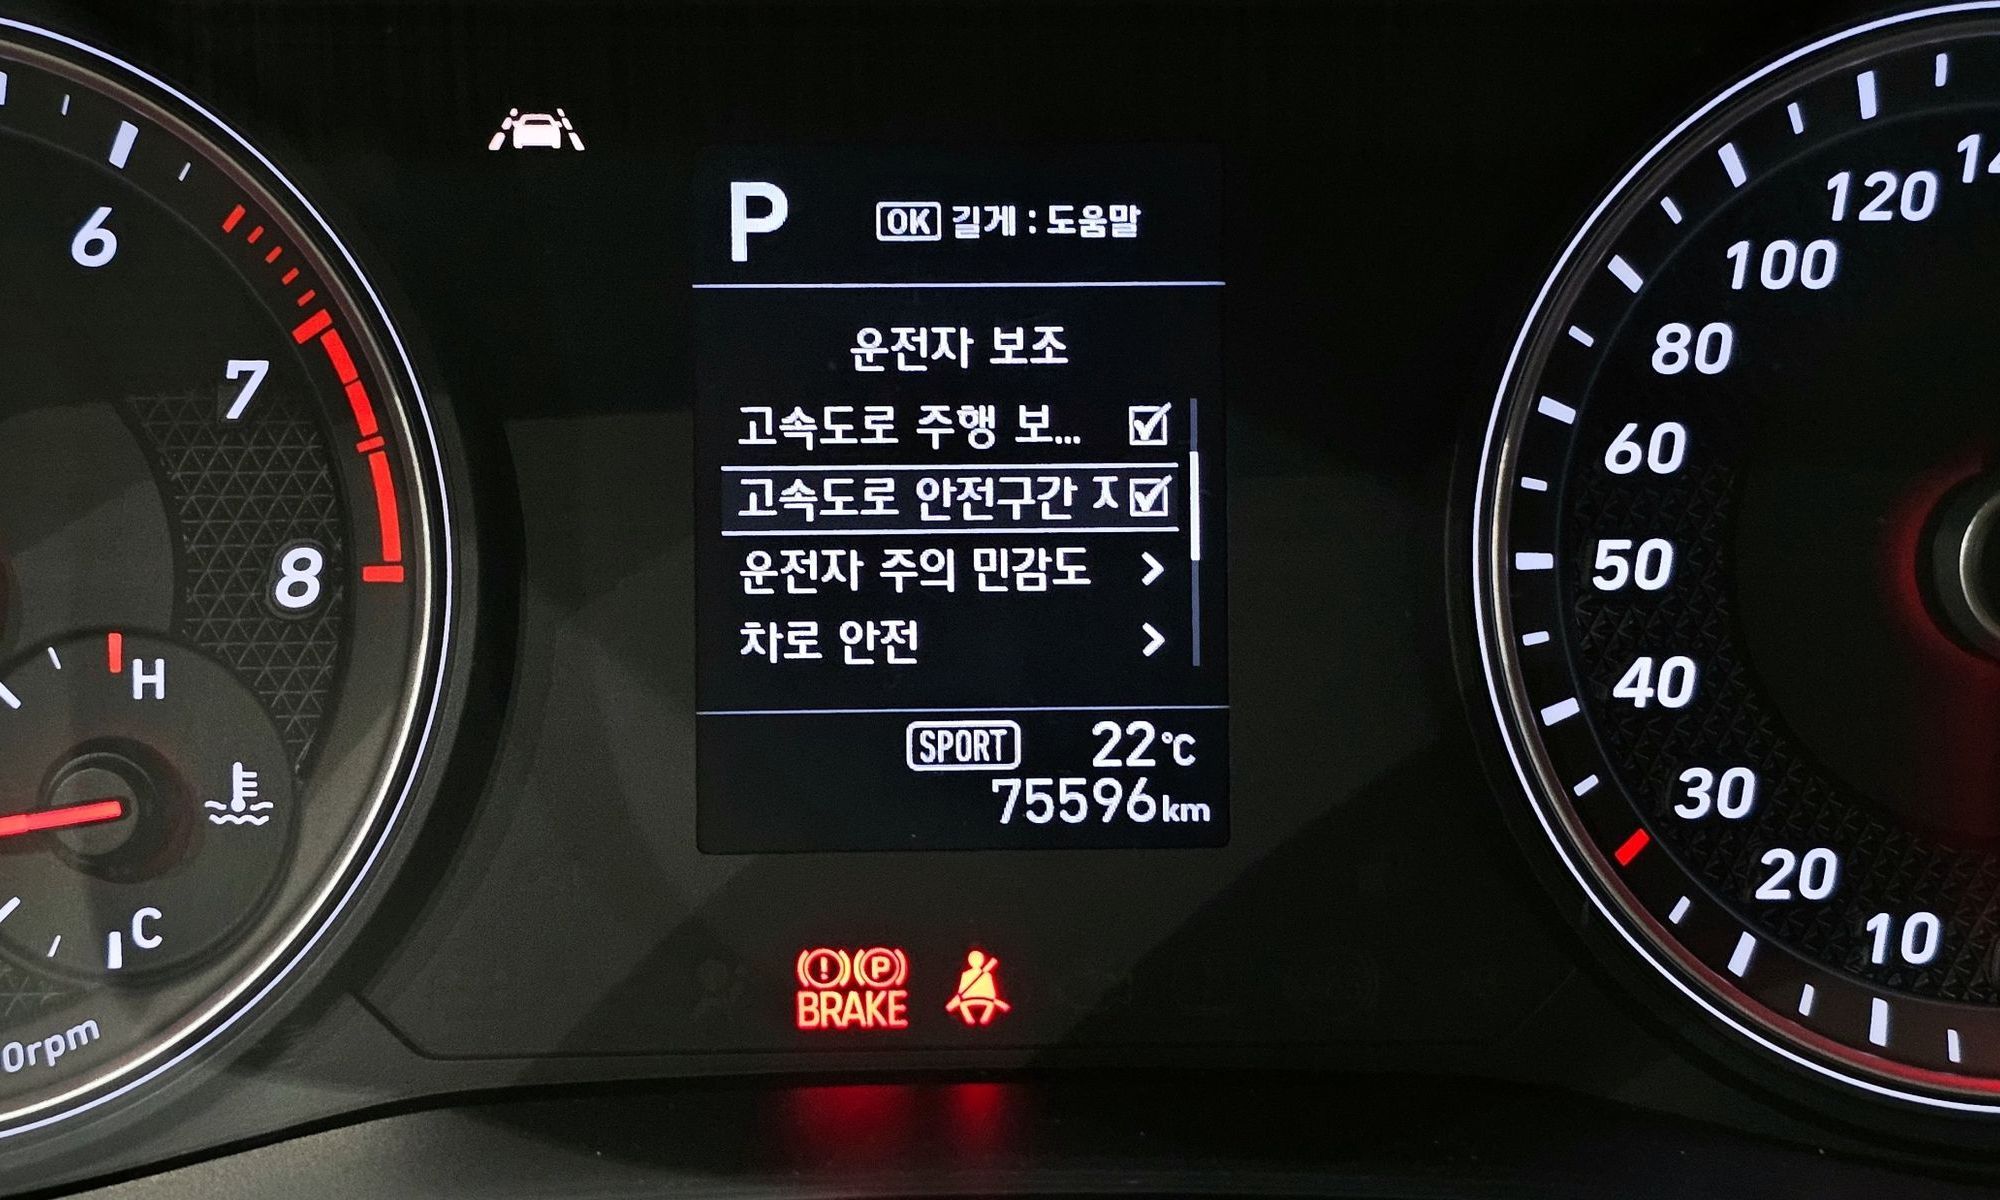 6
7
8
H
C
0rpm
P
OK 길게 : 도움말
운전자 보조
고속도로 주행 보...
고속도로 안전구간 ㅈ
운전자 주의 민감도
차로 안전
SPORT 22℃
75596km
BRAKE
P
120
100
80
60
50
40
30
20
10